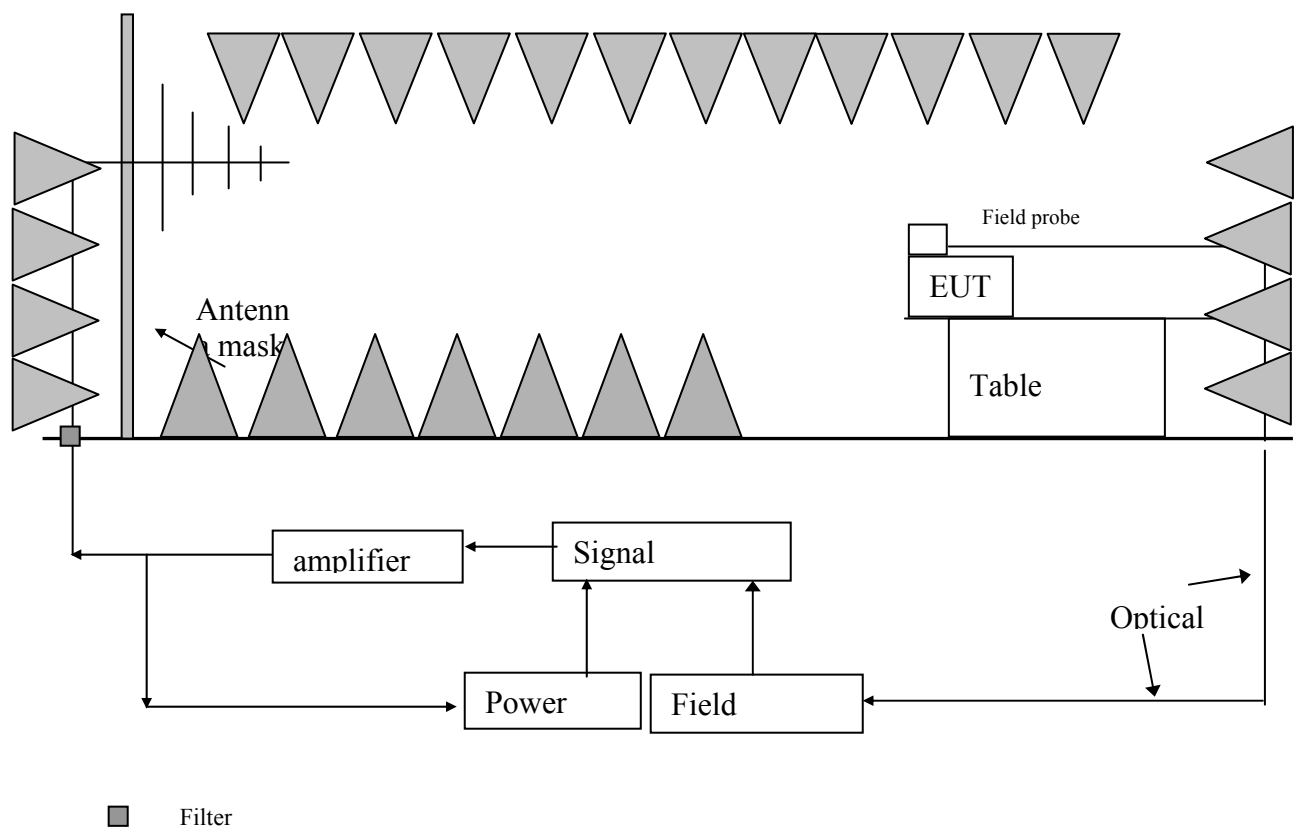 Field probe
EUT
Antenn
a mask
Table
Signal
amplifier
Optical
Power
Field
Filter